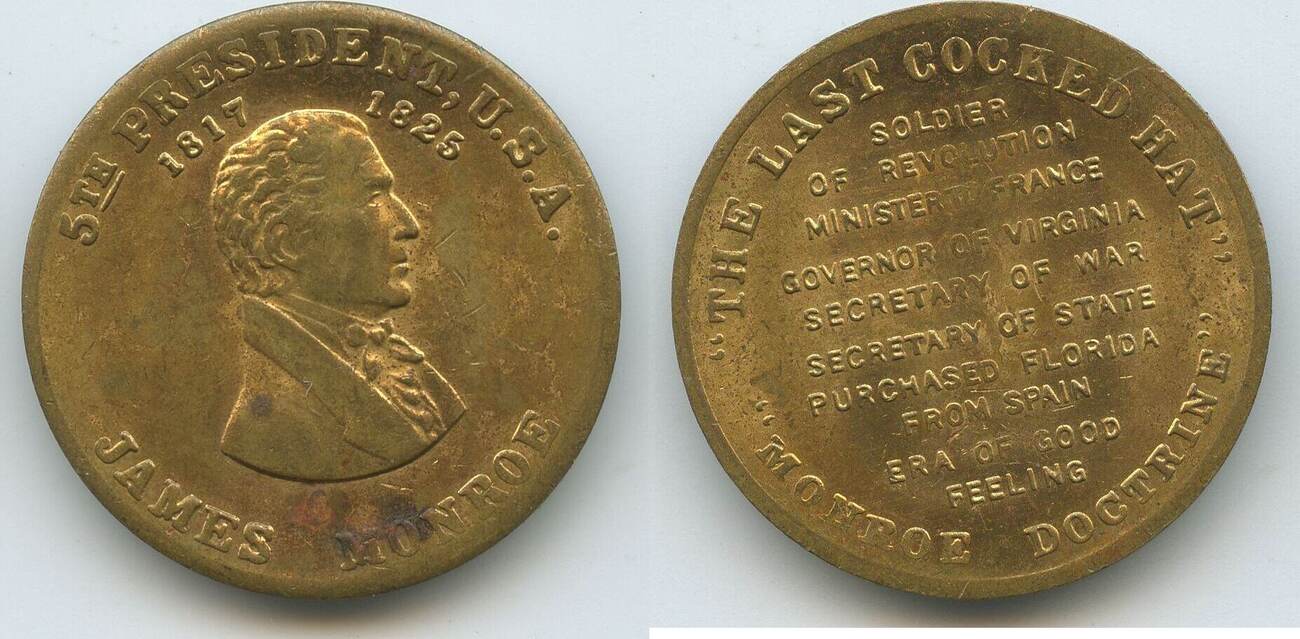 5TH PRESIDENT, U.S.A.
1817 1825
JAMES MONROE
"THE LAST COCKED HAT"
SOLDIER
OF REVOLUTION
MINISTER TO FRANCE
GOVERNOR OF VIRGINIA
SECRETARY OF WAR
SECRETARY OF STATE
PURCHASED FLORIDA
FROM SPAIN
ERA OF GOOD
FEELING
"MONROE DOCTRINE"